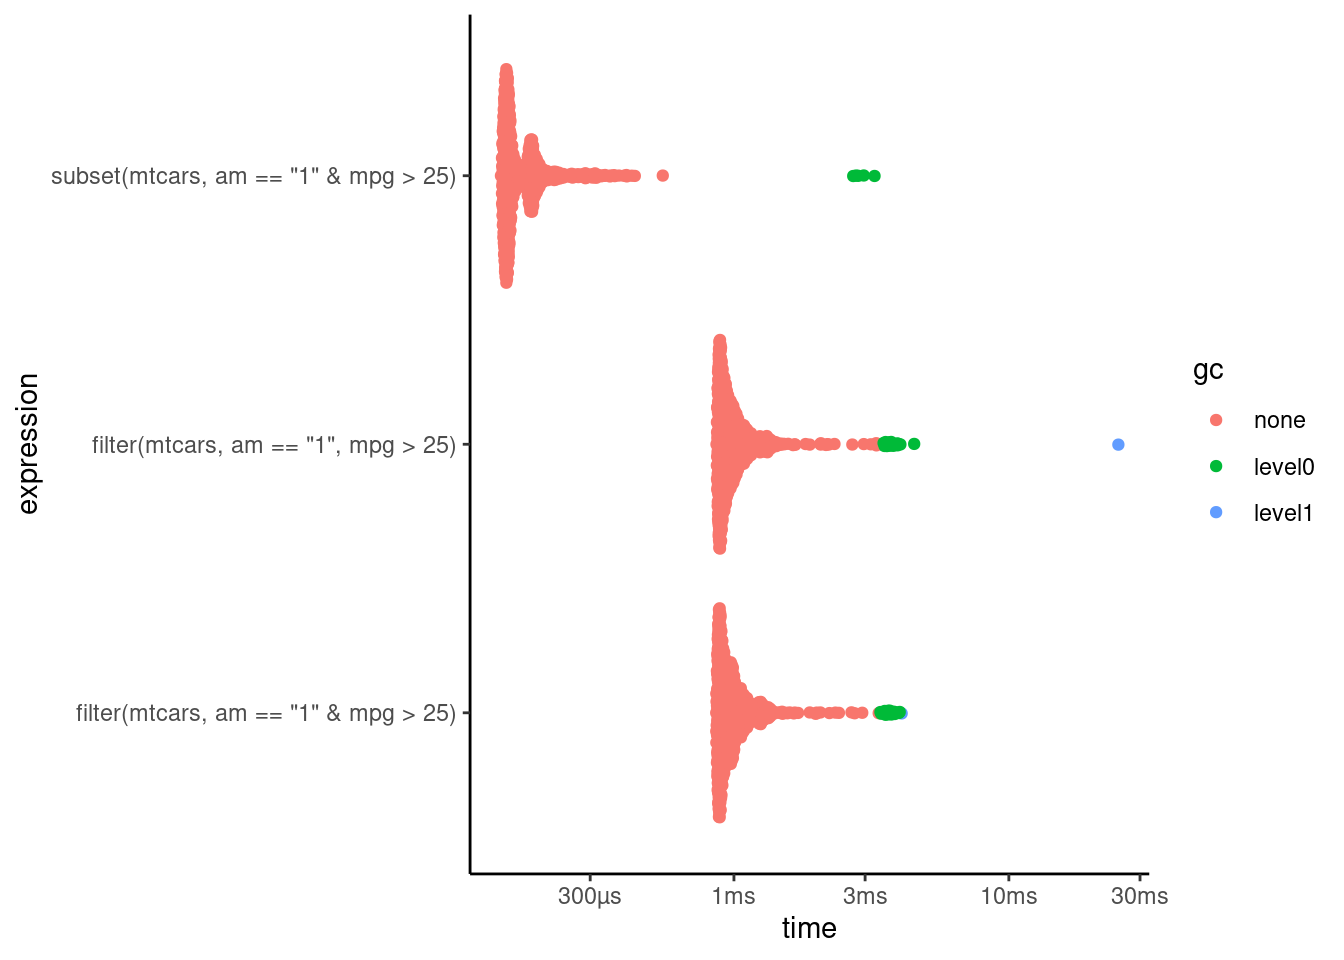 subset(mtcars, am == "1" & mpg > 25)
filter(mtcars, am == "1", mpg > 25)
filter(mtcars, am == "1" & mpg > 25)
expression
300µs 1ms 3ms 10ms 30ms
time
gc
none
level0
level1